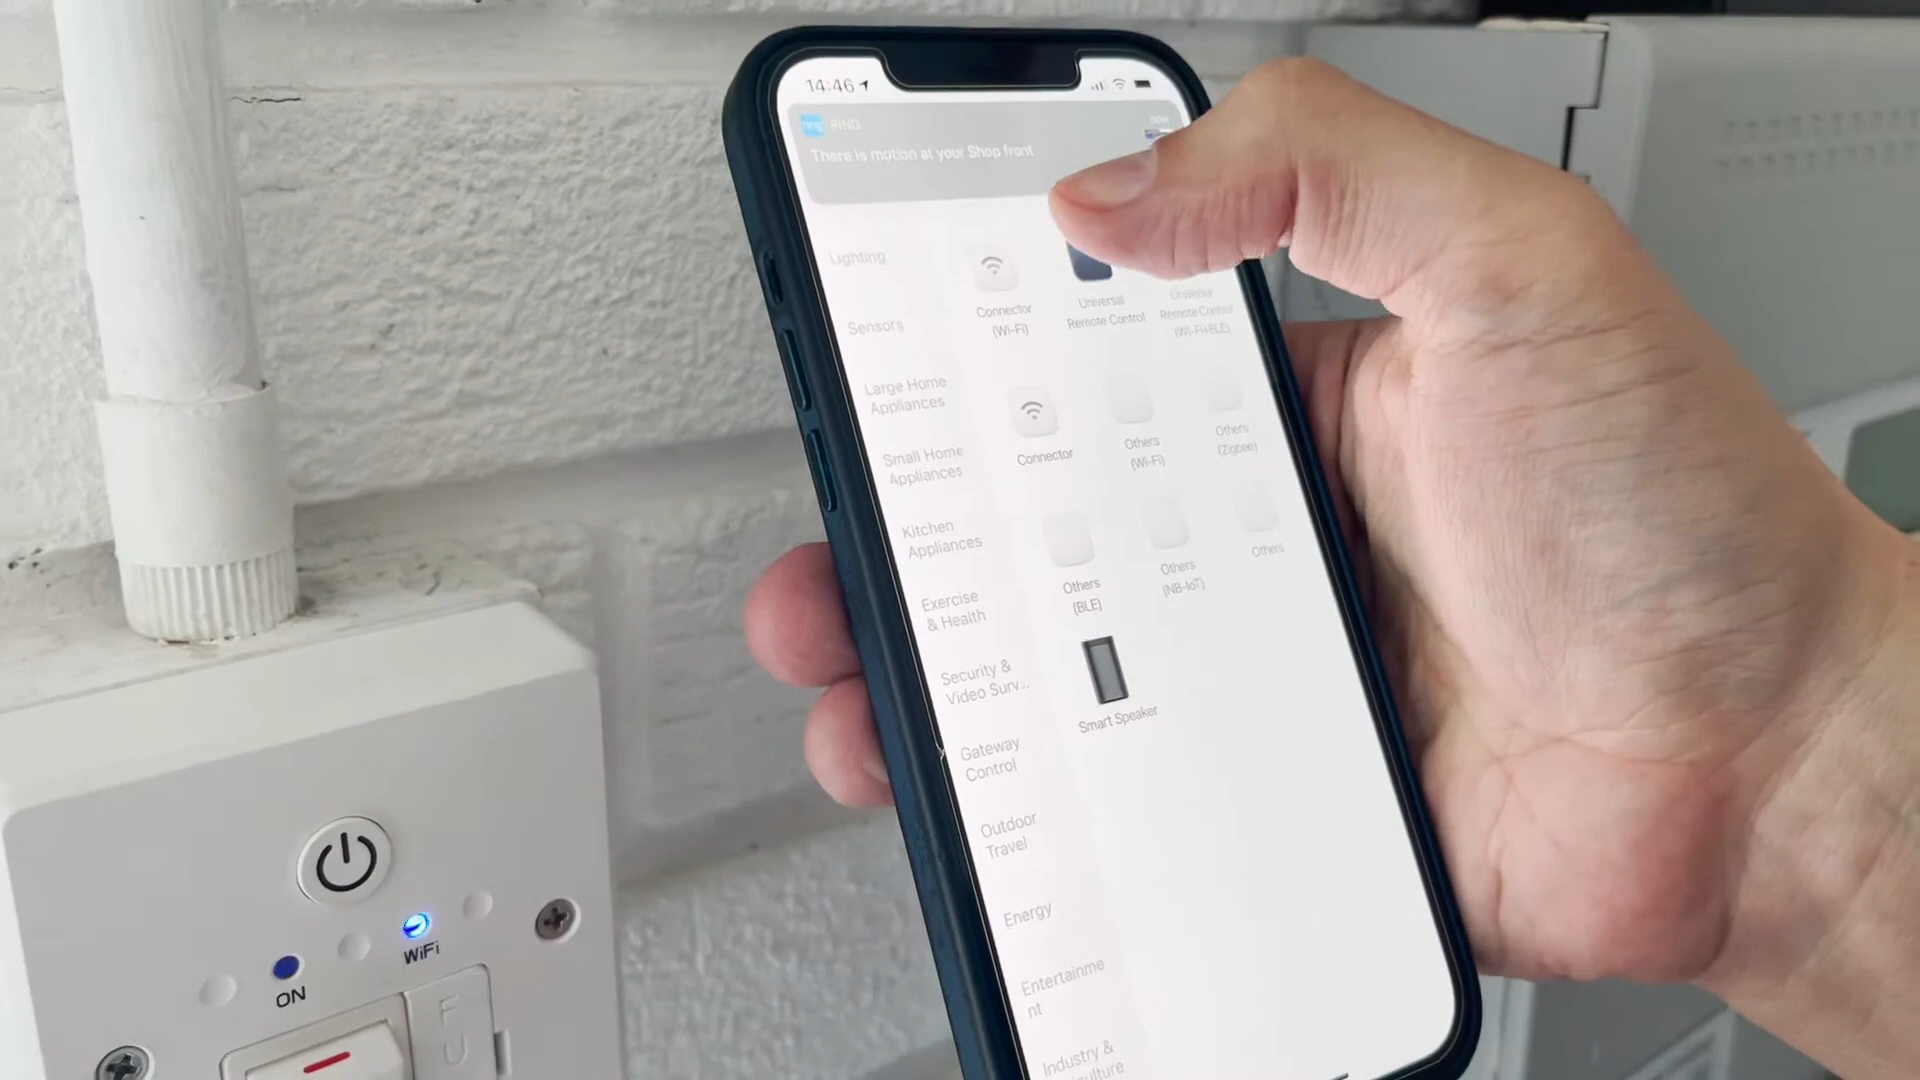 14:46
ring RING
NOW
There is motion at your Shop front
Lighting
Sensors
Large Home
Appliances
Small Home
Appliances
Kitchen
Appliances
Exercise
& Health
Security &
Video Surv...
Gateway
Control
Outdoor
Travel
Energy
Entertainme
nt
Industry &
Connector
(Wi-Fi)
Universal
Remote Control
Universal
Remote Control
(Wi-Fi+BLE)
Connector
Others
(Wi-Fi)
Others
(Zigbee)
Others
(BLE)
Others
(NB-IoT)
Others
Smart Speaker
WiFi
ON
FU